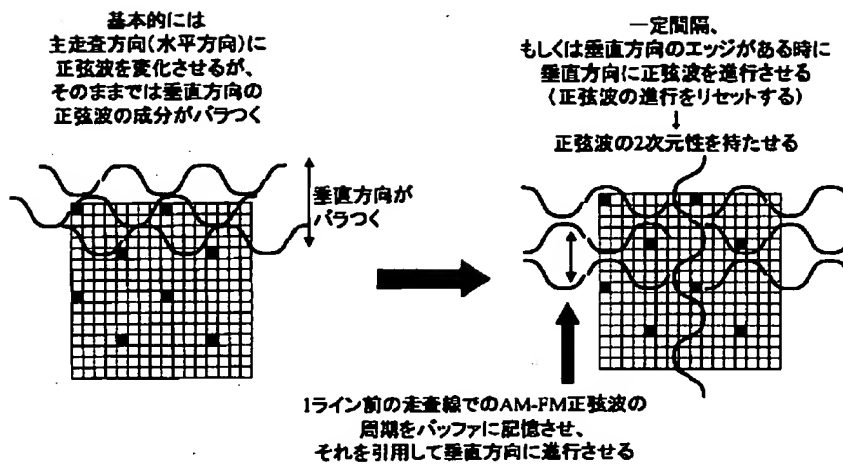 基本的には
主走査方向(水平方向)に
正弦波を変化させるが、
そのままでは垂直方向の
正弦波の成分がバラつく
垂直方向が
バラつく
一定間隔、
もしくは垂直方向のエッジがある時に
垂直方向に正弦波を進行させる
(正弦波の進行をリセットする)
↓
正弦波の2次元性を持たせる
1ライン前の走査線でのAM-FM正弦波の
周期をバッファに記憶させ、
それを引用して垂直方向に進行させる